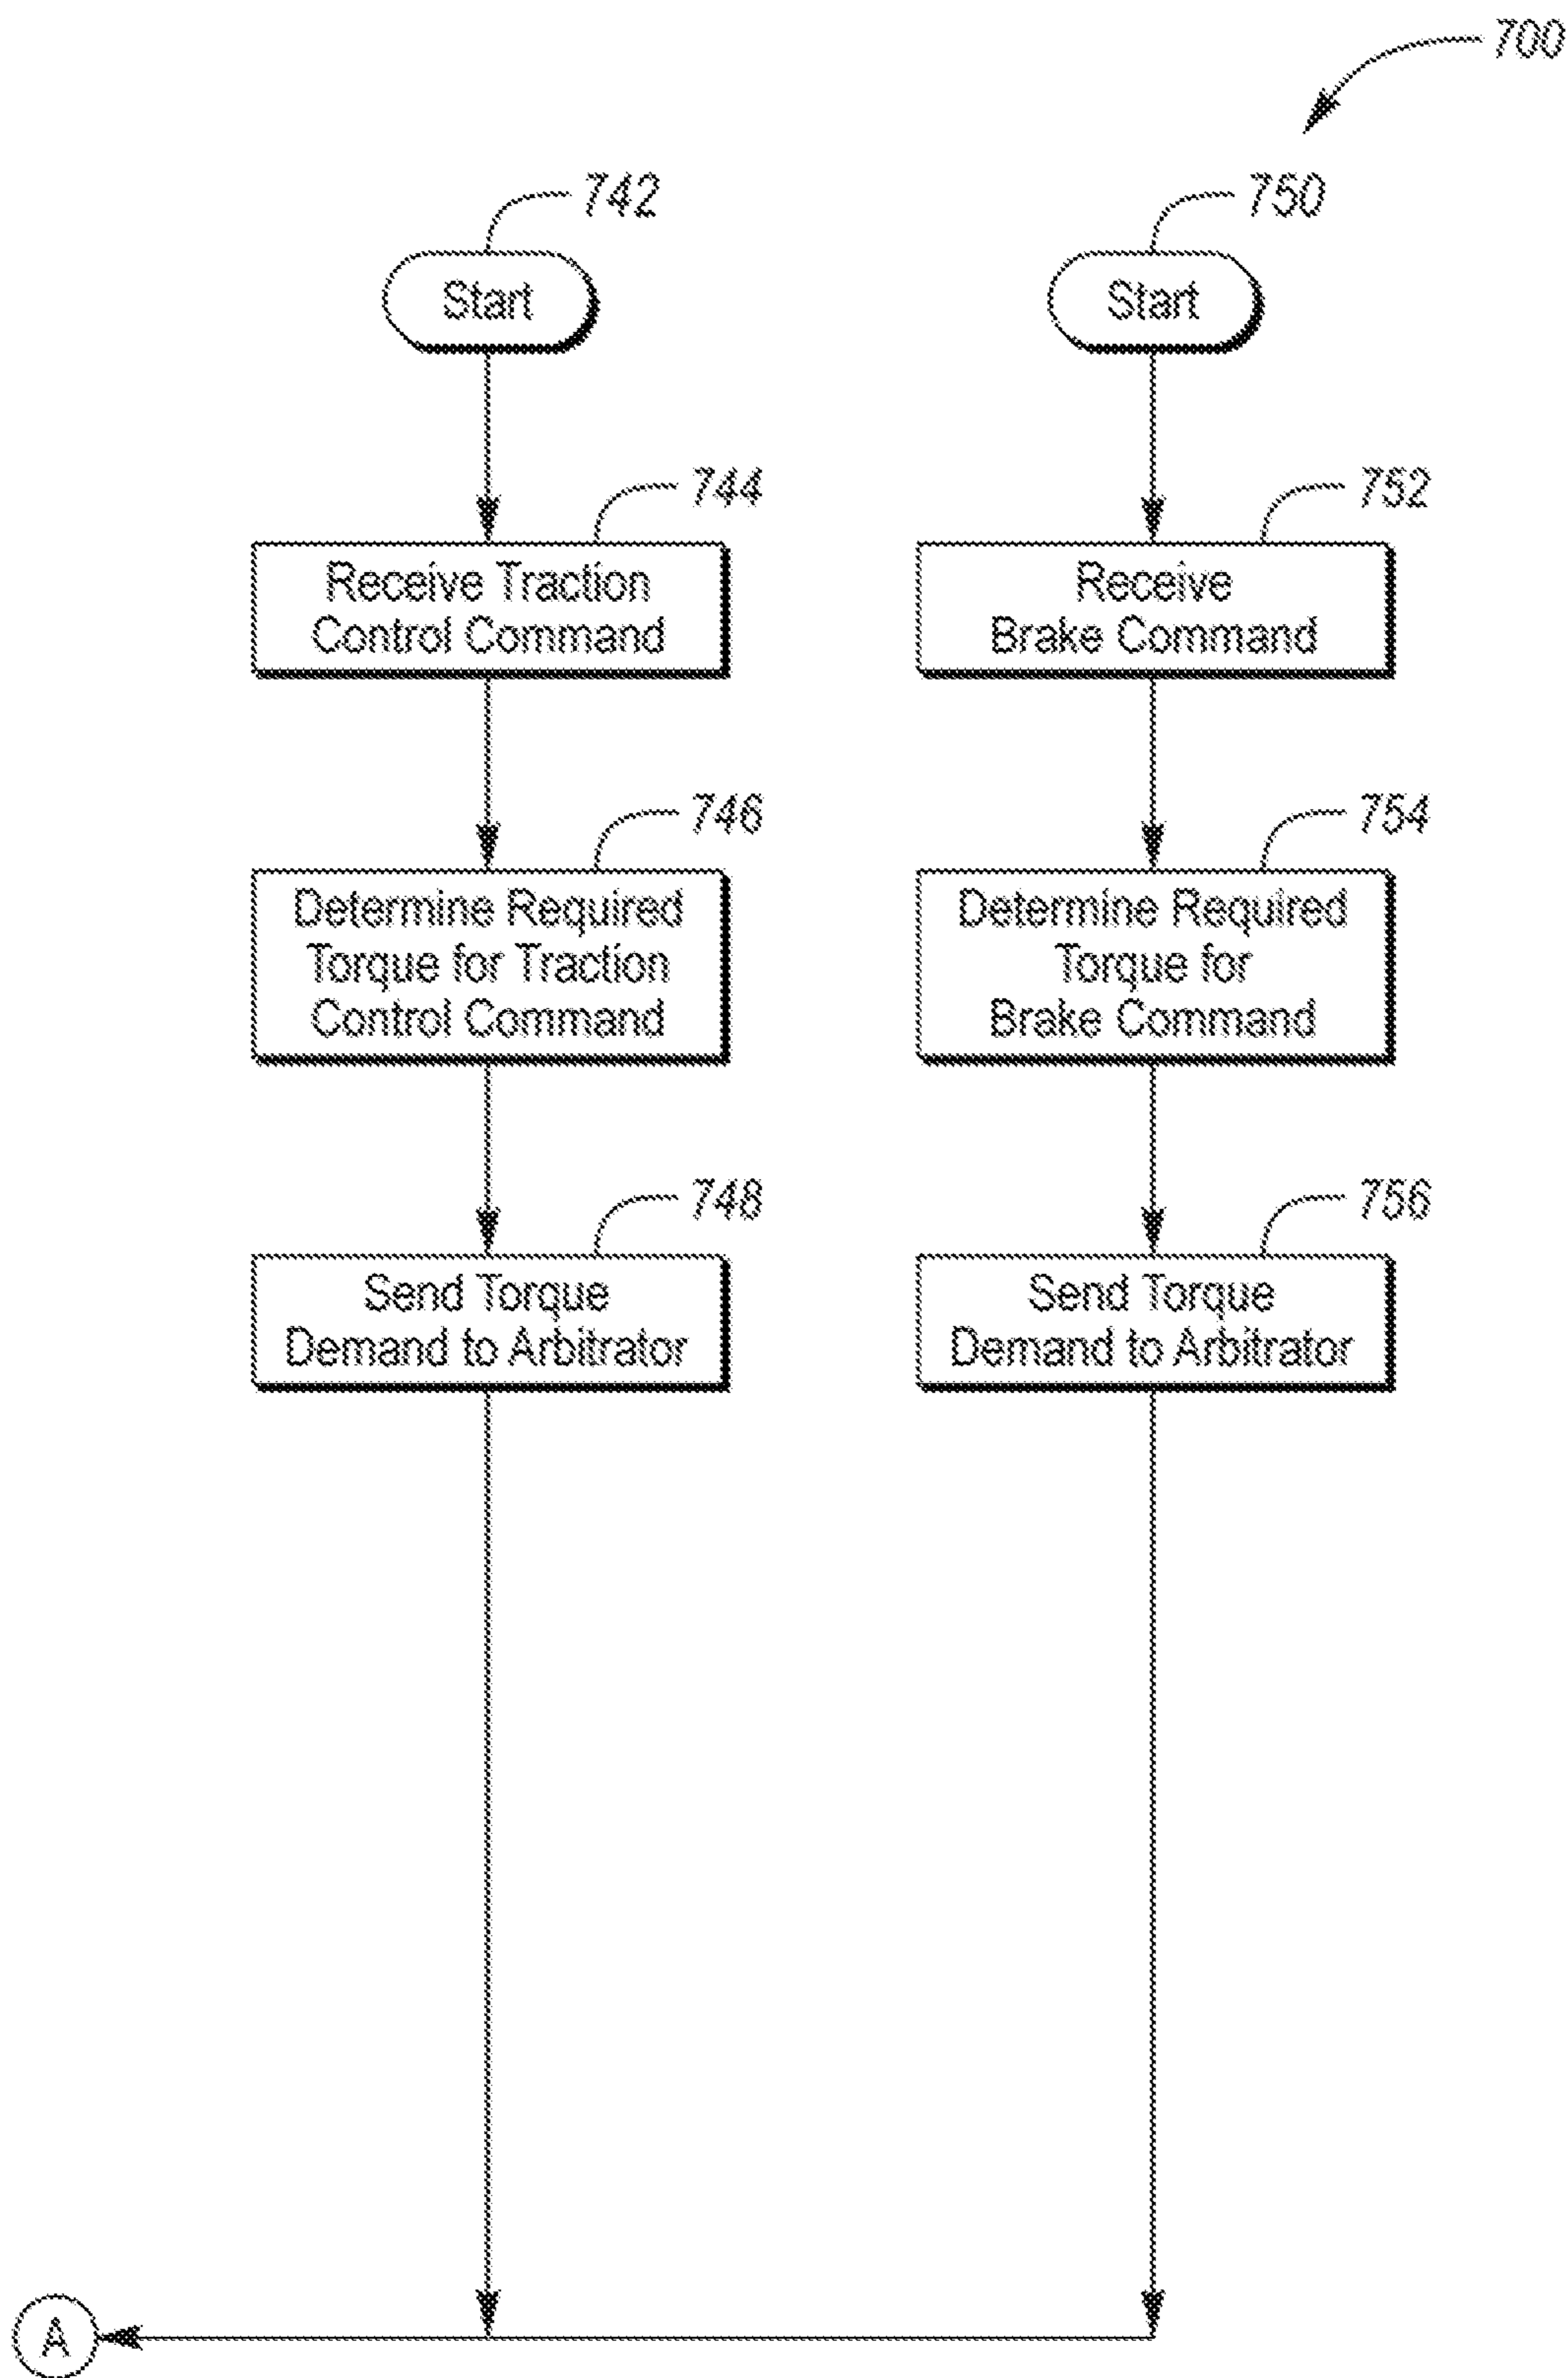 700
742
Start
744
Receive Traction
Control Command
746
Determine Required
Torque for Traction
Control Command
748
Send Torque
Demand to Arbitrator
750
Start
752
Receive
Brake Command
754
Determine Required
Torque for
Brake Command
756
Send Torque
Demand to Arbitrator
A